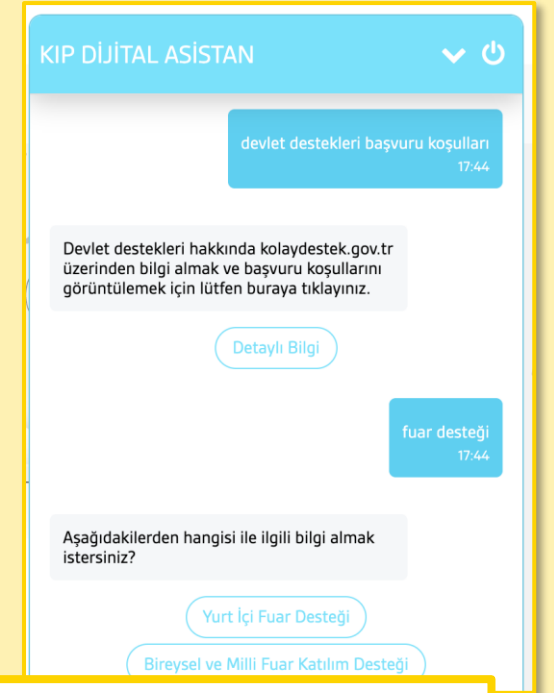 KIP DİJİTAL ASİSTAN
devlet destekleri başvuru koşulları
17:44
Devlet destekleri hakkında kolaydestek.gov.tr
üzerinden bilgi almak ve başvuru koşullarını
görüntülemek için lütfen buraya tıklayınız.
Detaylı Bilgi
fuar desteği
17:44
Aşağıdakilerden hangisi ile ilgili bilgi almak
istersiniz?
Yurt İçi Fuar Desteği
Bireysel ve Milli Fuar Katılım Desteği